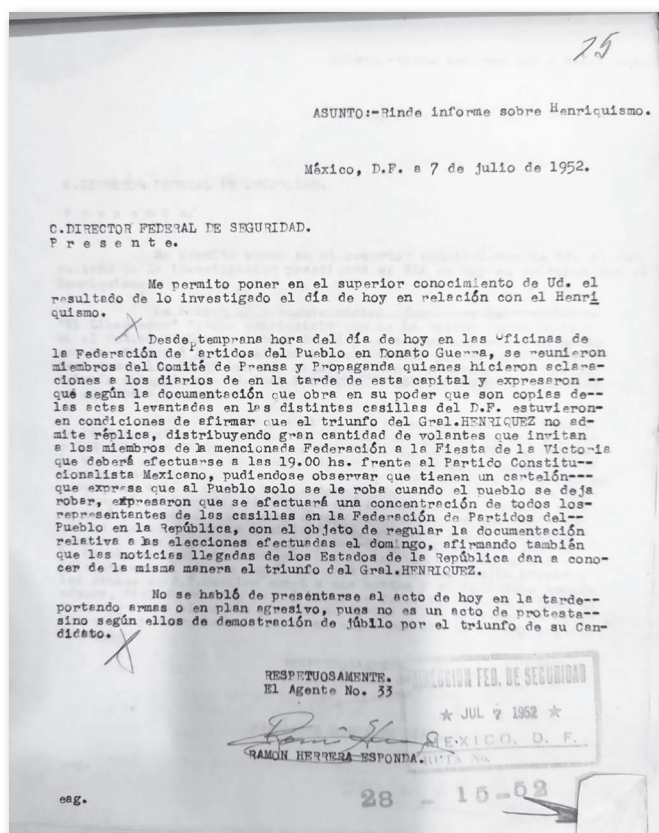 25
ASUNTO:-Rinde informe sobre Henriquismo.
México, D.F. a 7 de julio de 1952.
C.DIRECTOR FEDERAL DE SEGURIDAD.
P r e s e n t e.
Me permito poner en el superior conocimiento de Ud. el
resultado de lo investigado el día de hoy en relación con el Henri
quismo.
Desde temprana hora del día de hoy en las Oficinas de
la Federación de Partidos del Pueblo en Donato Guerra, se reunieron
miembros del Comité de Prensa y Propaganda quienes hicieron aclara-
ciones a los diarios de en la tarde de esta capital y expresaron --
qué según la documentación que obra en su poder que son copias de--
las actas levantadas en las distintas casillas del D.F. estuvieron-
en condiciones de afirmar que el triunfo del Gral.HENRIQUEZ no ad-
mite réplica, distribuyendo gran cantidad de volantes que invitan
a los miembros de la mencionada Federación a la Fiesta de la Victoria
que deberá efectuarse a las 19.00 hs. frente al Partido Constitu--
cionalista Mexicano, pudiendose observar que tienen un cartelón---
que expresa que al Pueblo solo se le roba cuando el pueblo se deja
robar, expresaron que se efectuará una concentración de todos los-
representantes de las casillas en la Federación de Partidos del--
Pueblo en la República, con el objeto de regular la documentación
relativa a las elecciones efectuadas el domingo, afirmando también
que las noticias llegadas de los Estados de la República dan a cono-
cer de la misma manera el triunfo del Gral.HENRIQUEZ.
No se habló de presentarse al acto de hoy en la tarde--
portando armas o en plan agresivo, pues no es un acto de protesta--
sino según ellos de demostración de júbilo por el triunfo de su Can-
didato.
RESPETUOSAMENTE.
El Agente No. 33
RAMON HERRERA ESPONDA.
DIRECCION FED. DE SEGURIDAD
★ JUL 7 1952 ★
MEXICO, D. F.
eag.
28 - 15-52